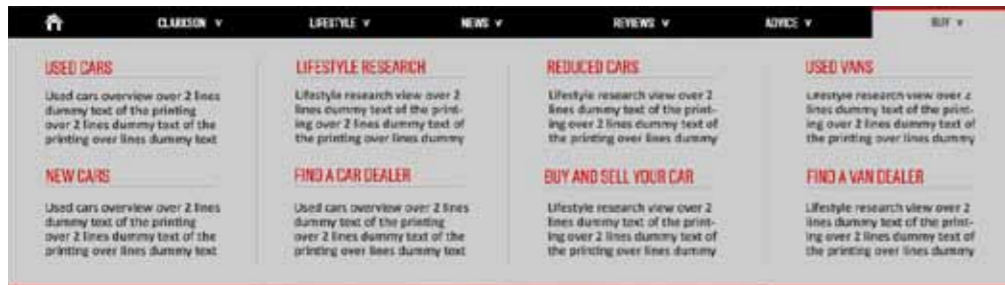 CLARKSON v LIFESTYLE v NEWS v REVIEWS v ADVICE v BUY v
USED CARS
Used cars overview over 2 lines
dummy text of the printing
over 2 lines dummy text of the
printing over lines dummy text
LIFESTYLE RESEARCH
Lifestyle research view over 2
lines dummy text of the print-
ing over 2 lines dummy text of
the printing over lines dummy
REDUCED CARS
Lifestyle research view over 2
lines dummy text of the print-
ing over 2 lines dummy text of
the printing over lines dummy
USED VANS
Lifestyle research view over 2
lines dummy text of the print-
ing over 2 lines dummy text of
the printing over lines dummy
NEW CARS
Used cars overview over 2 lines
dummy text of the printing
over 2 lines dummy text of the
printing over lines dummy text
FIND A CAR DEALER
Used cars overview over 2 lines
dummy text of the printing
over 2 lines dummy text of the
printing over lines dummy text
BUY AND SELL YOUR CAR
Lifestyle research view over 2
lines dummy text of the print-
ing over 2 lines dummy text of
the printing over lines dummy
FIND A VAN DEALER
Lifestyle research view over 2
lines dummy text of the print-
ing over 2 lines dummy text of
the printing over lines dummy